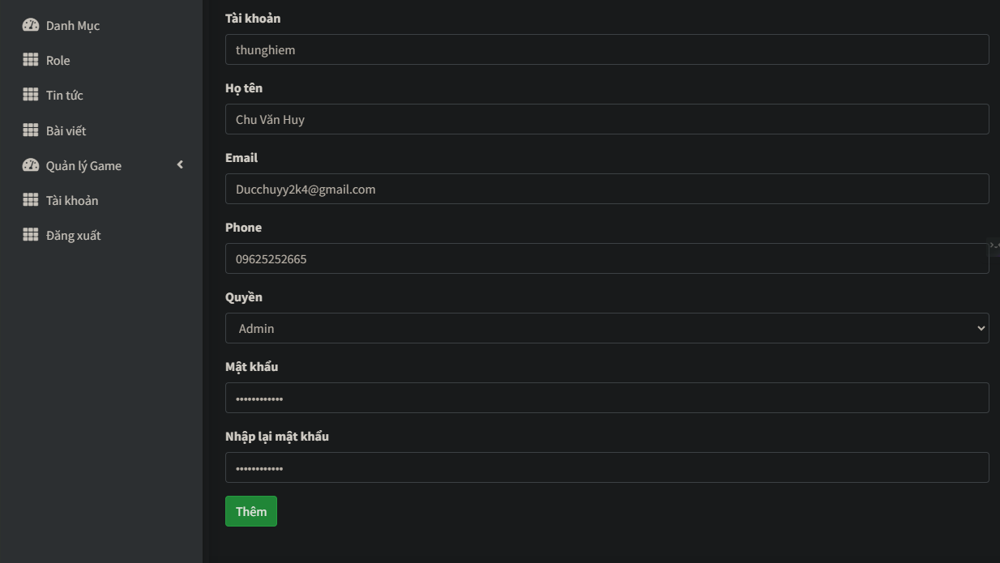 Danh Mục
Role
Tin tức
Bài viết
Quản lý Game
Tài khoản
Đăng xuất
Tài khoản
thunghiem
Họ tên
Chu Văn Huy
Email
Ducchuyy2k4@gmail.com
Phone
09625252665
Quyền
Admin
Mật khẩu
••••••••••••
Nhập lại mật khẩu
••••••••••••
Thêm